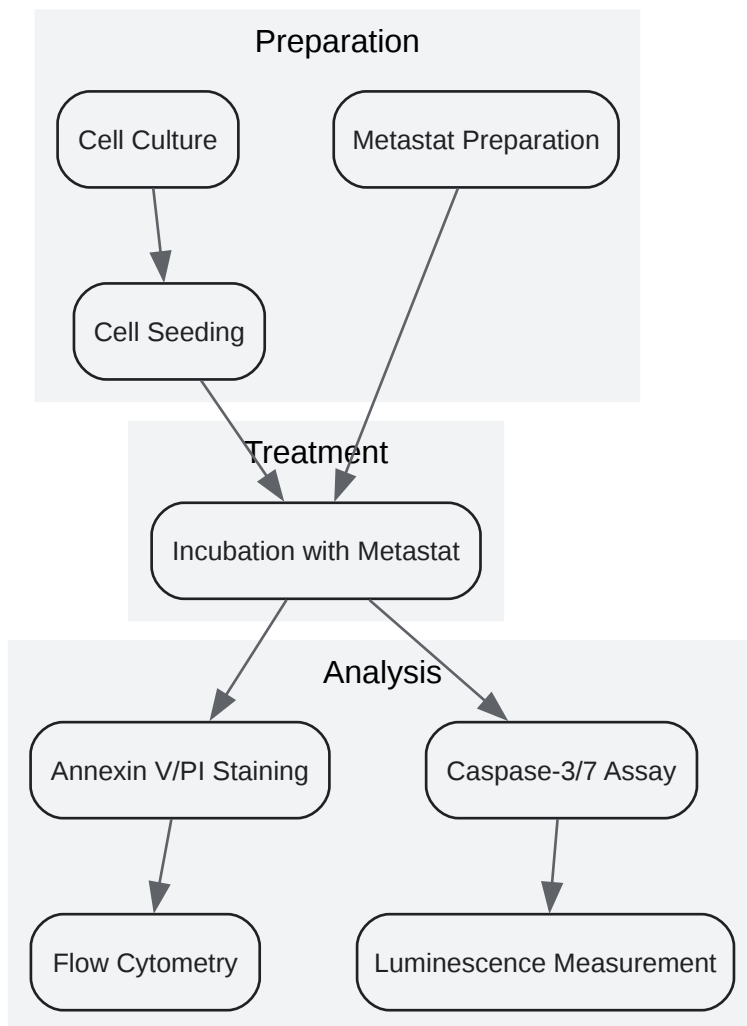 Preparation
Cell Culture
Metastat Preparation
Cell Seeding
Treatment
Incubation with Metastat
Analysis
Annexin V/PI Staining
Caspase-3/7 Assay
Flow Cytometry
Luminescence Measurement